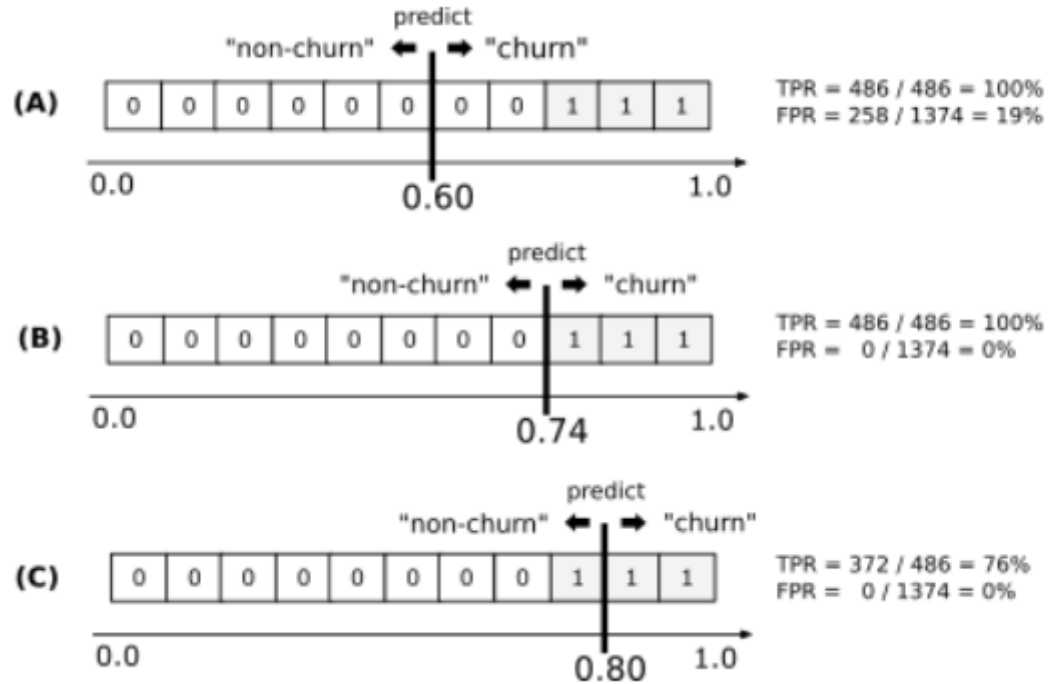 predict
"non-churn" "churn"
(A) 0 0 0 0 0 0 0 0 1 1 1
TPR = 486 / 486 = 100%
FPR = 258 / 1374 = 19%
0.0 0.60 1.0
predict
"non-churn" "churn"
(B) 0 0 0 0 0 0 0 0 1 1 1
TPR = 486 / 486 = 100%
FPR = 0 / 1374 = 0%
0.0 0.74 1.0
predict
"non-churn" "churn"
(C) 0 0 0 0 0 0 0 0 1 1 1
TPR = 372 / 486 = 76%
FPR = 0 / 1374 = 0%
0.0 0.80 1.0